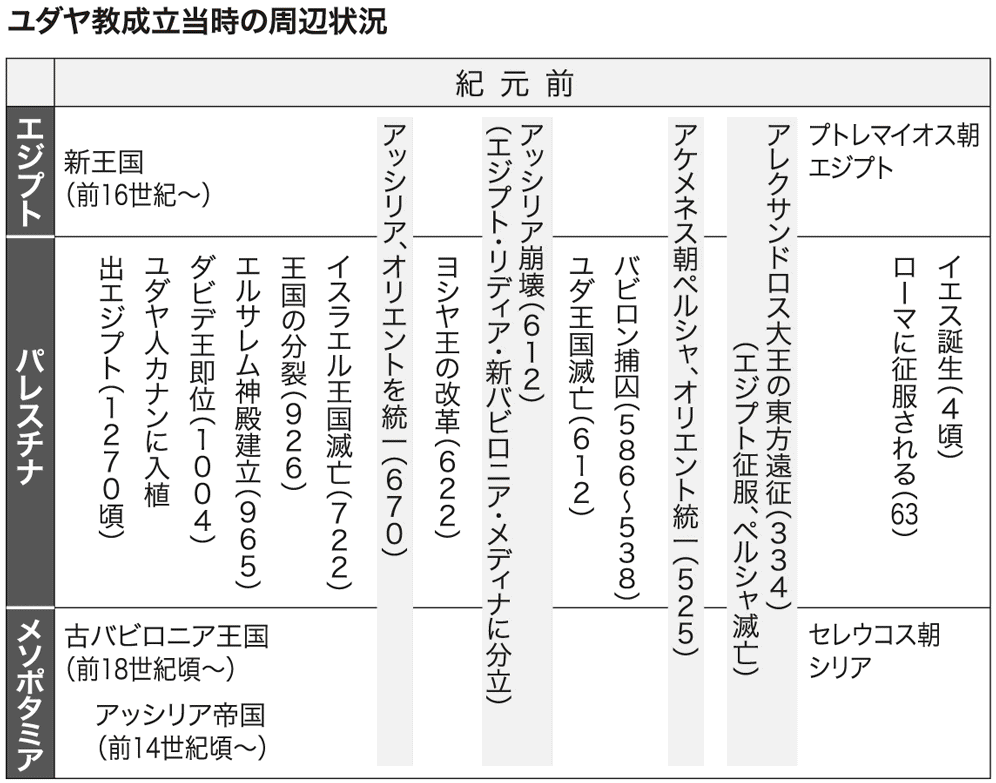 ユダヤ教成立当時の周辺状況
紀元前
エジプト
新王国
(前16世紀〜)
プトレマイオス朝
エジプト
パレスチナ
出エジプト(1270頃)
ユダヤ人カナンに入植
ダビデ王即位(1004)
エルサレム神殿建立(965)
王国の分裂(926)
イスラエル王国滅亡(722)
アッシリア、オリエントを統一(670)
ヨシヤ王の改革(622)
アッシリア崩壊(612)
(エジプト・リディア・新バビロニア・メディナに分立)
ユダ王国滅亡(612)
バビロン捕囚(586〜538)
アケメネス朝ペルシャ、オリエント統一(525)
アレクサンドロス大王の東方遠征(334)
(エジプト征服、ペルシャ滅亡)
ローマに征服される(63)
イエス誕生(4頃)
メソポタミア
古バビロニア王国
(前18世紀頃〜)
アッシリア帝国
(前14世紀頃〜)
セレウコス朝
シリア